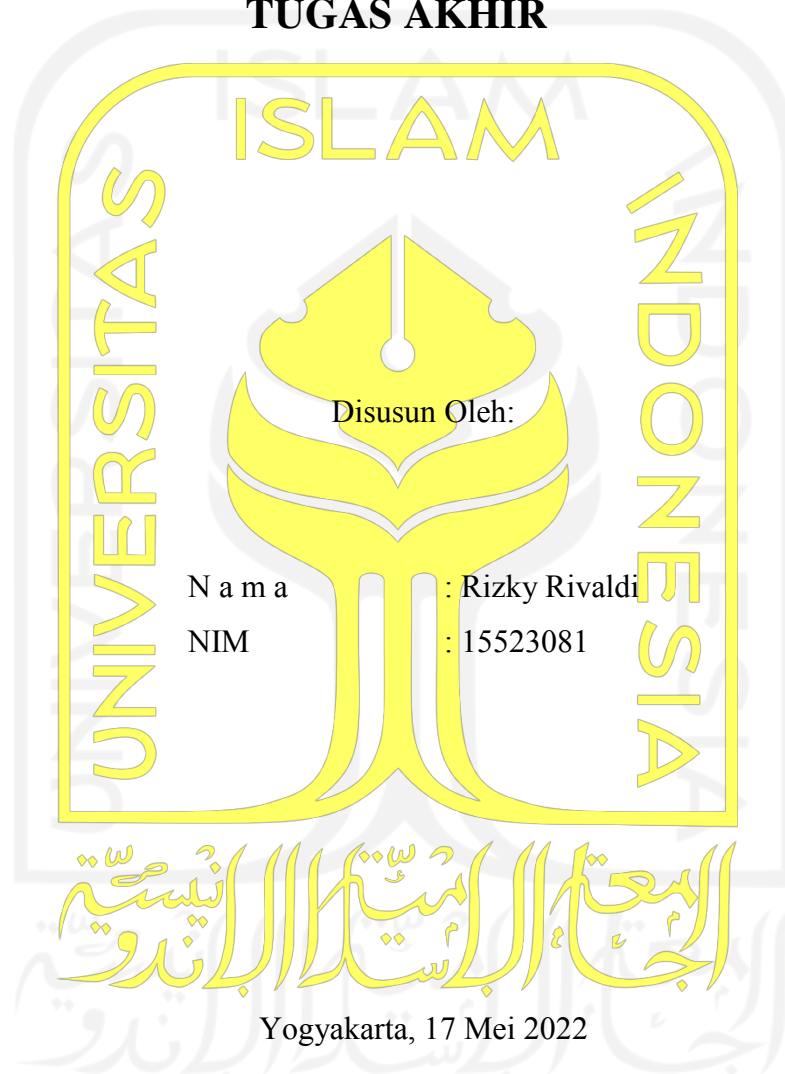 TUGAS AKHIR
ISLAM
UNIVERSITAS
INDONESIA
Disusun Oleh:
N a m a : Rizky Rivaldi
NIM : 15523081
الجامعة الإسلامية الإندونيسية
Yogyakarta, 17 Mei 2022